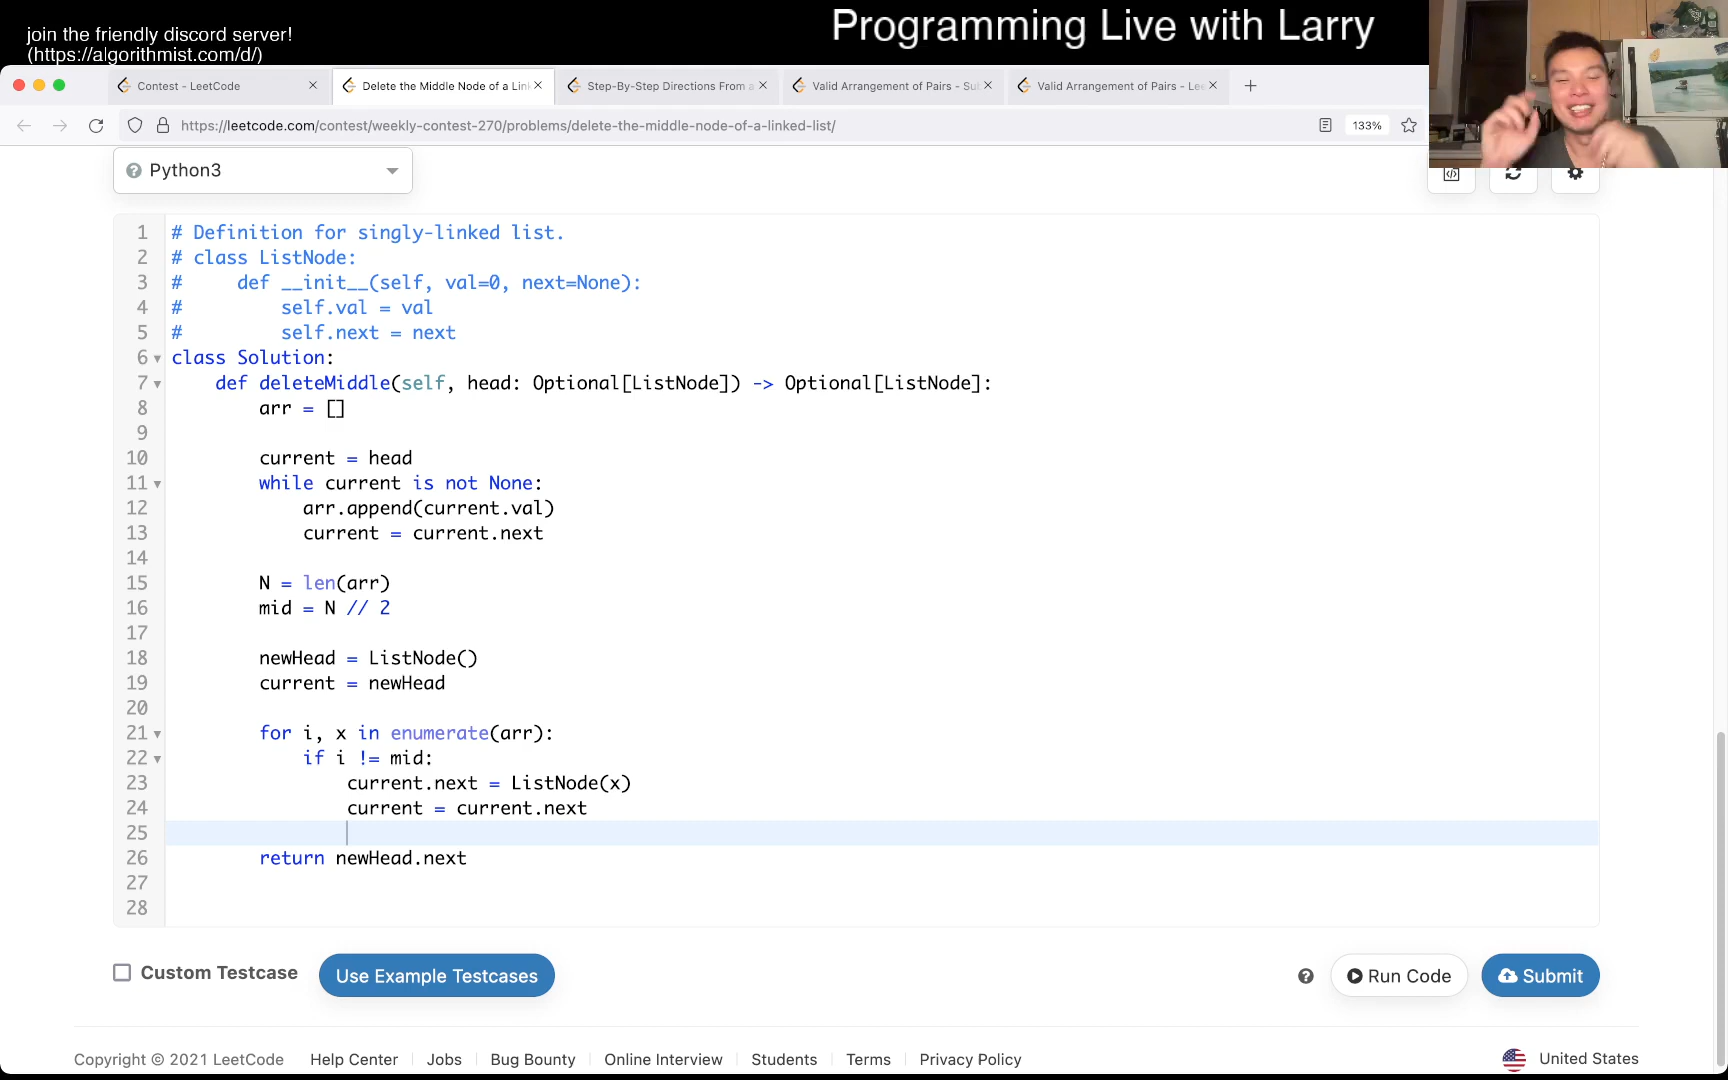 join the friendly discord server!
(https://algorithmist.com/d/)
Programming Live with Larry
Contest - LeetCode
Delete the Middle Node of a Lin
Step-By-Step Directions From a
Valid Arrangement of Pairs - Su
Valid Arrangement of Pairs - Le
https://leetcode.com/contest/weekly-contest-270/problems/delete-the-middle-node-of-a-linked-list/
133%
Python3
1 # Definition for singly-linked list.
2 # class ListNode:
3 #     def __init__(self, val=0, next=None):
4 #         self.val = val
5 #         self.next = next
6 class Solution:
7     def deleteMiddle(self, head: Optional[ListNode]) -> Optional[ListNode]:
8         arr = []
9
10         current = head
11         while current is not None:
12             arr.append(current.val)
13             current = current.next
14
15         N = len(arr)
16         mid = N // 2
17
18         newHead = ListNode()
19         current = newHead
20
21         for i, x in enumerate(arr):
22             if i != mid:
23                 current.next = ListNode(x)
24                 current = current.next
25
26         return newHead.next
27
28
Custom Testcase
Use Example Testcases
Run Code
Submit
Copyright © 2021 LeetCode
Help Center
Jobs
Bug Bounty
Online Interview
Students
Terms
Privacy Policy
United States